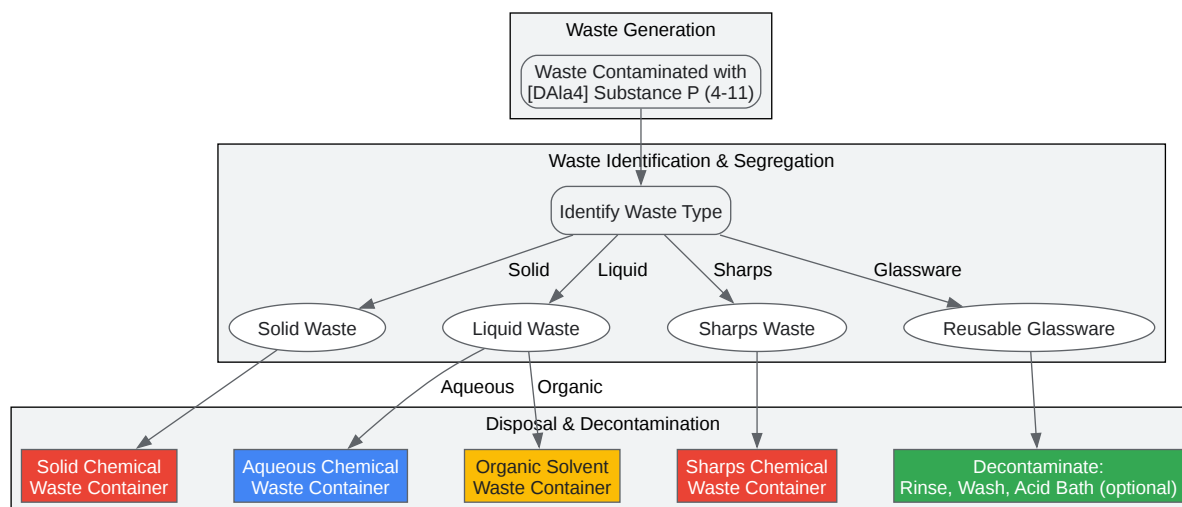 Waste Generation
Waste Contaminated with
[DAla4] Substance P (4-11)
Waste Identification & Segregation
Identify Waste Type
Solid
Liquid
Sharps
Glassware
Solid Waste
Liquid Waste
Sharps Waste
Reusable Glassware
Aqueous
Organic
Disposal & Decontamination
Solid Chemical
Waste Container
Aqueous Chemical
Waste Container
Organic Solvent
Waste Container
Sharps Chemical
Waste Container
Decontaminate:
Rinse, Wash, Acid Bath (optional)